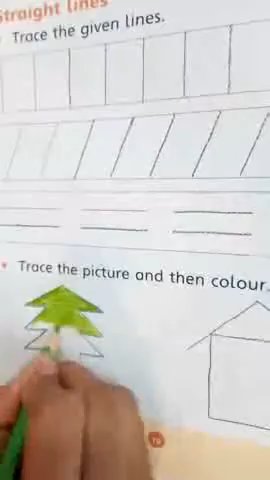 Straight lines
Trace the given lines.
Trace the picture and then colour.